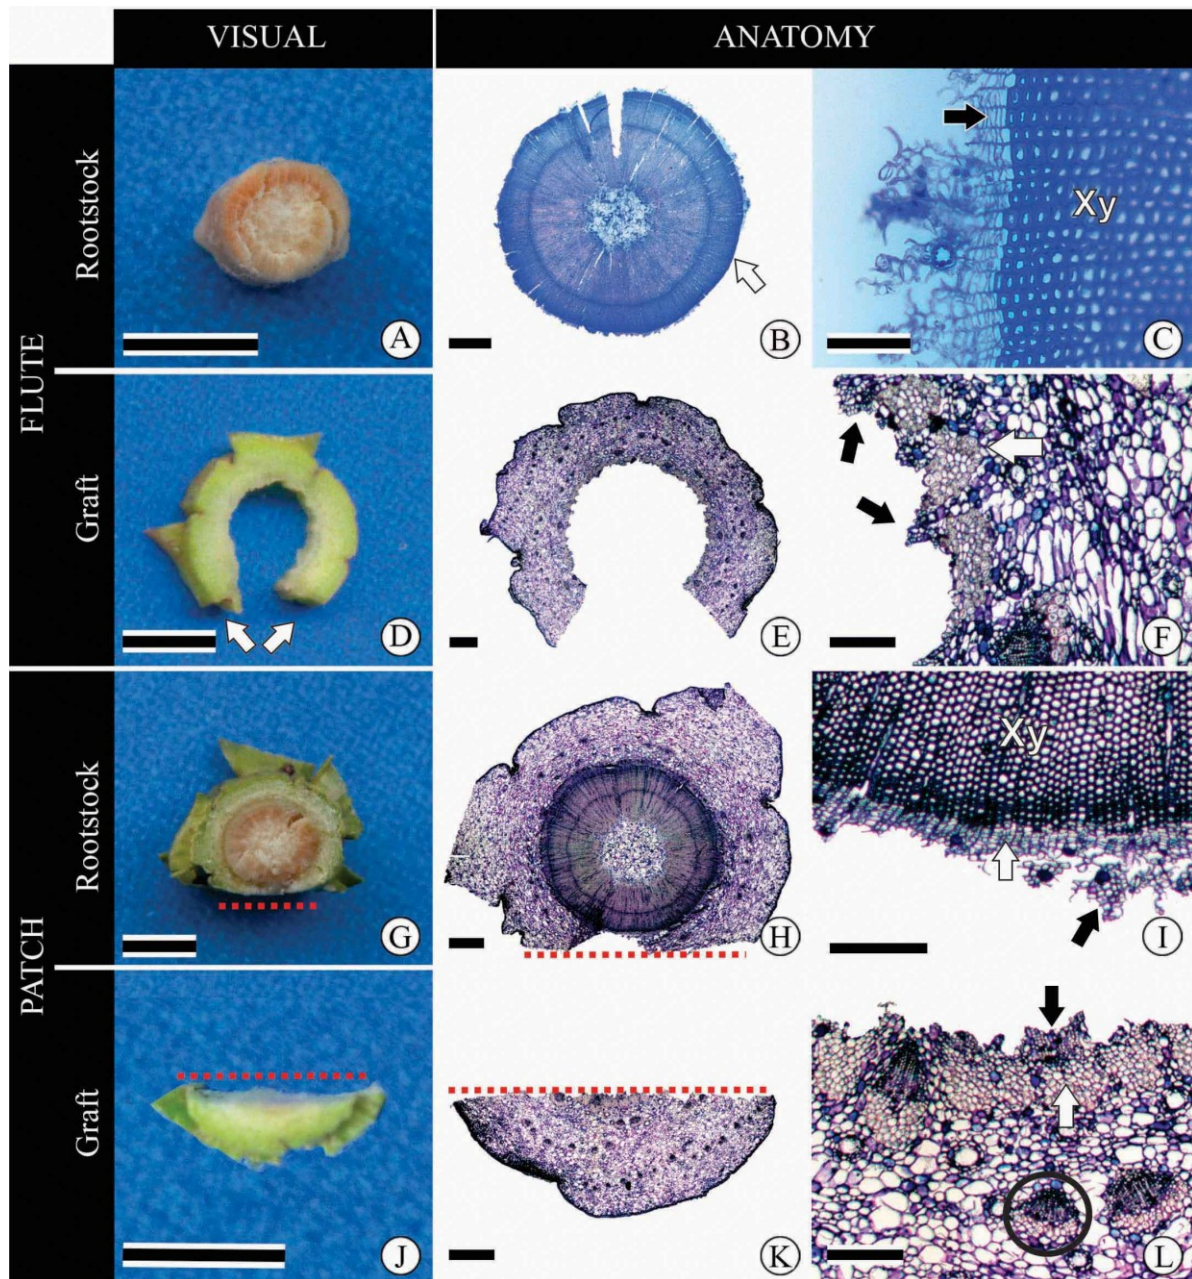 VISUAL
ANATOMY
FLUTE
Rootstock
A
B
Xy
C
Graft
D
E
F
PATCH
Rootstock
G
H
Xy
I
Graft
J
K
L